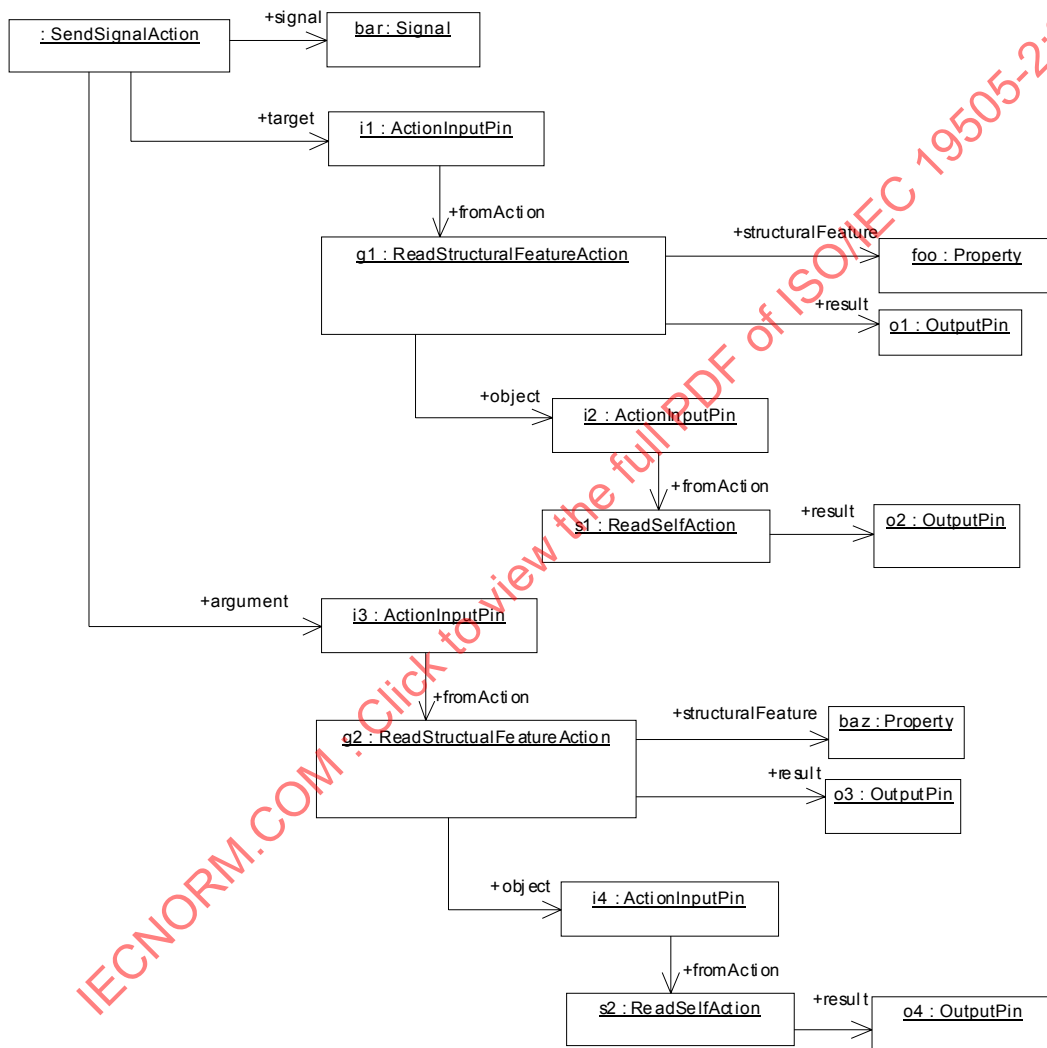 +signal
: SendSignalAction
bar: Signal
+target
i1 : ActionInputPin
+fromAction
g1 : ReadStructuralFeatureAction
+structuralFeature
foo : Property
+result
o1 : OutputPin
+object
i2 : ActionInputPin
+fromAction
s1 : ReadSelfAction
+result
o2 : OutputPin
+argument
i3 : ActionInputPin
+fromAction
g2 : ReadStructualFeatureAction
+structuralFeature
baz : Property
+result
o3 : OutputPin
+object
i4 : ActionInputPin
+fromAction
s2 : ReadSelfAction
+result
o4 : OutputPin
IECNORM.COM : Click to view the full PDF of ISO/IEC 19505-2: